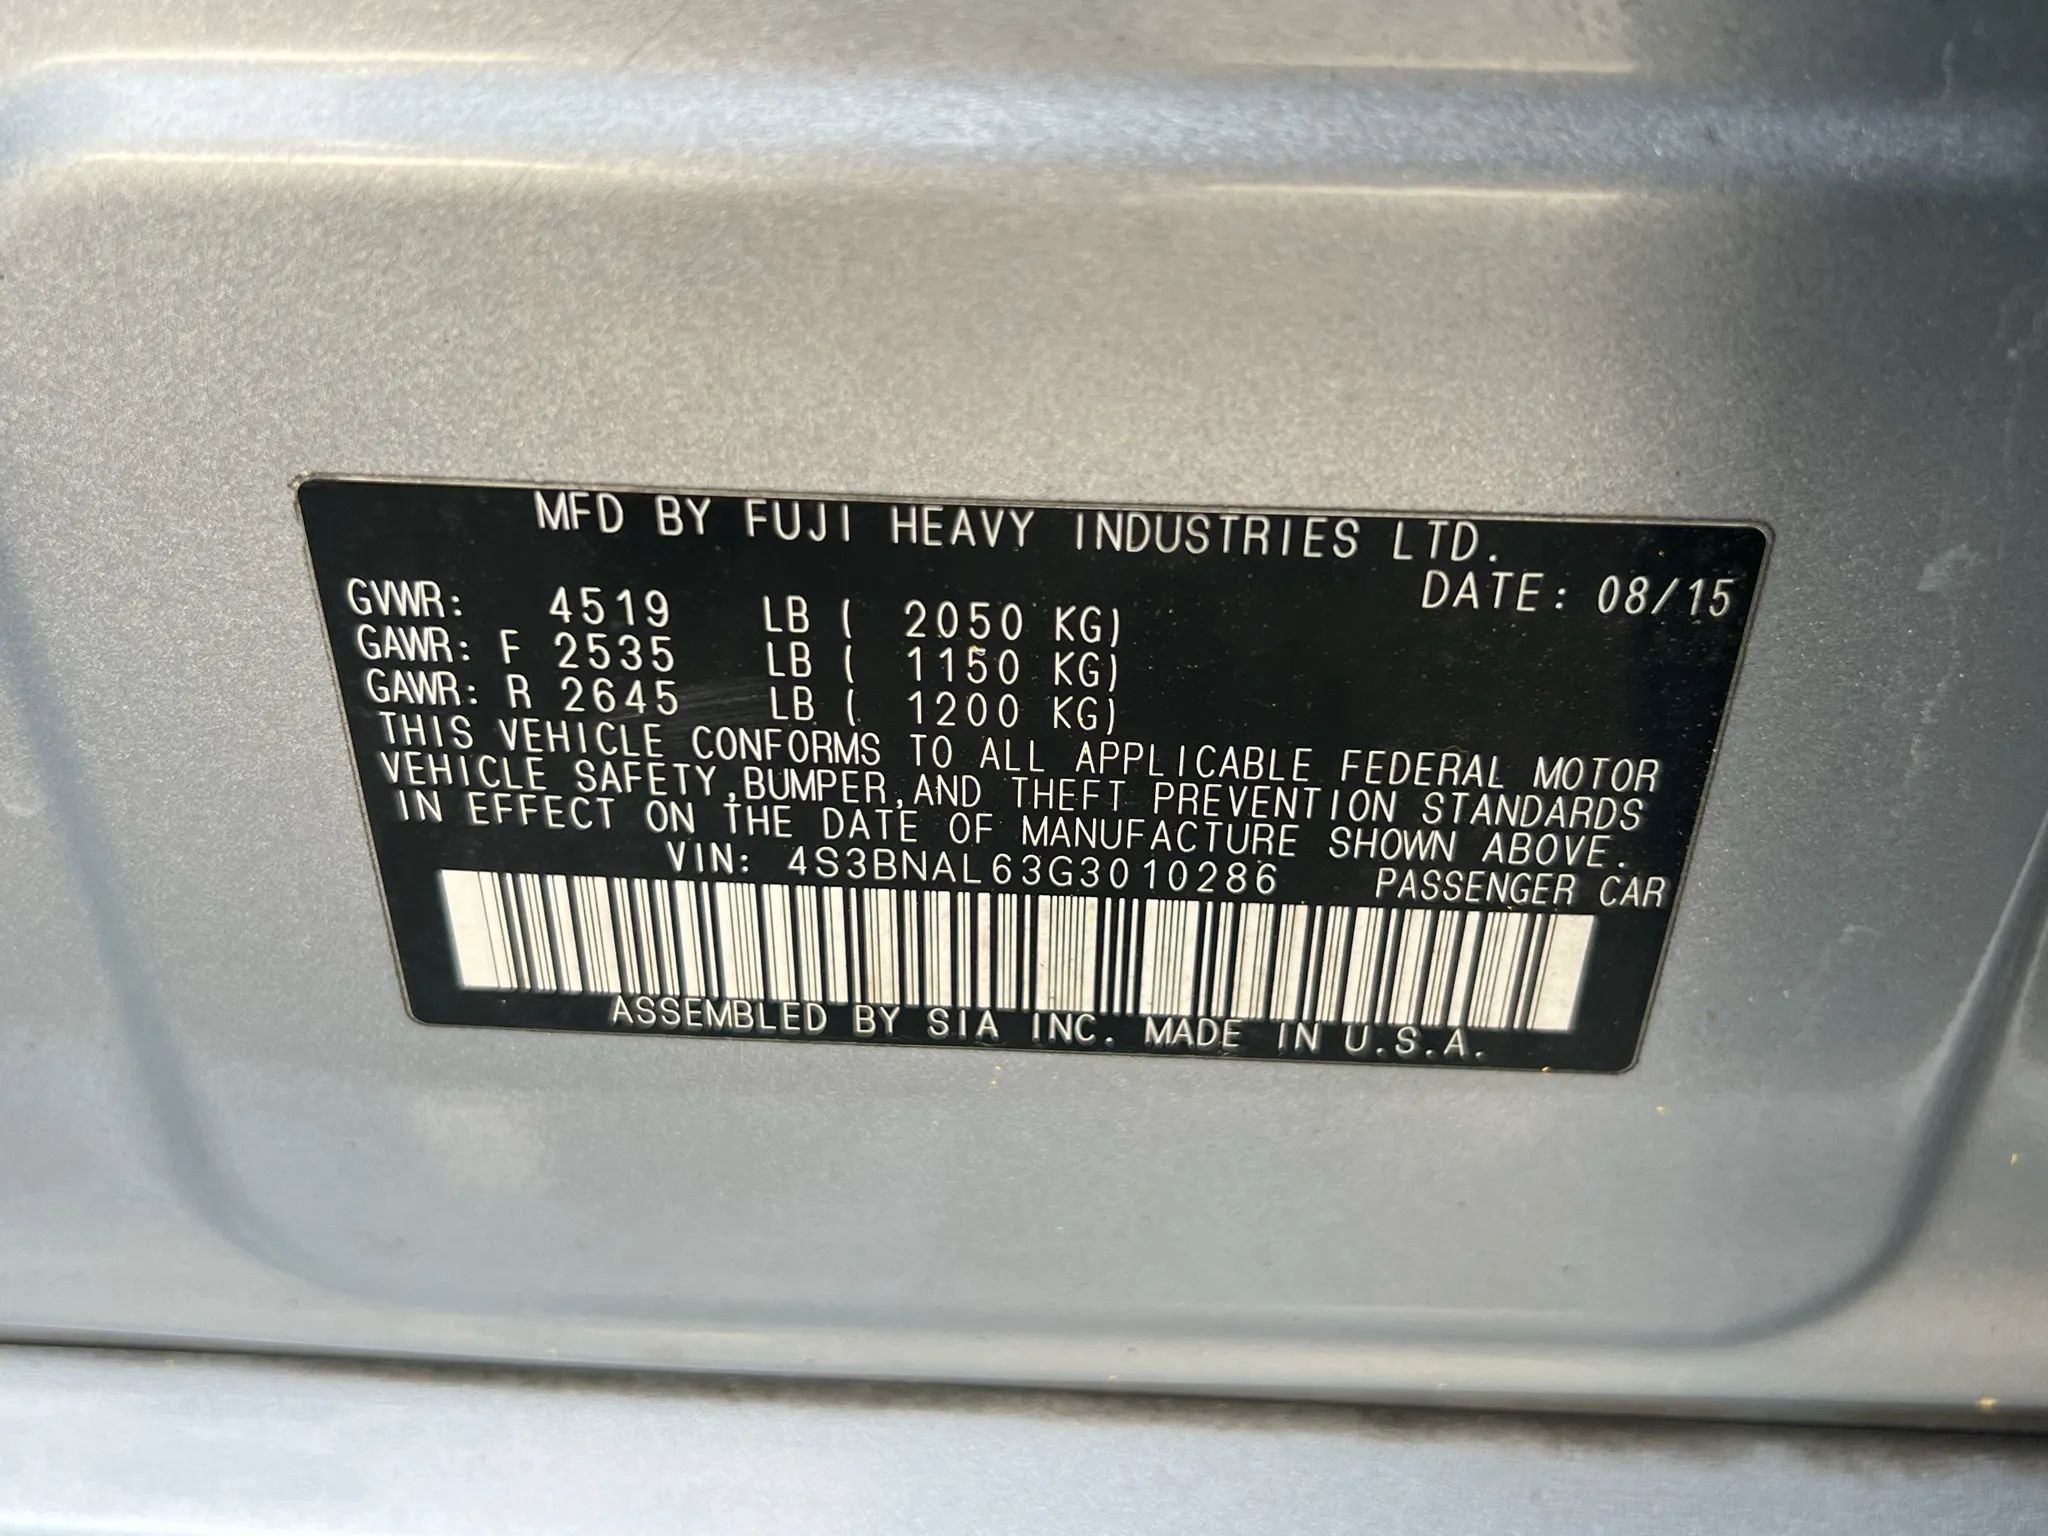 MFD BY FUJI HEAVY INDUSTRIES LTD.
DATE: 08/15
GVWR: 4519 LB ( 2050 KG)
GAWR: F 2535 LB ( 1150 KG)
GAWR: R 2645 LB ( 1200 KG)
THIS VEHICLE CONFORMS TO ALL APPLICABLE FEDERAL MOTOR
VEHICLE SAFETY,BUMPER,AND THEFT PREVENTION STANDARDS
IN EFFECT ON THE DATE OF MANUFACTURE SHOWN ABOVE.
VIN: 4S3BNAL63G3010286 PASSENGER CAR
ASSEMBLED BY SIA INC. MADE IN U.S.A.